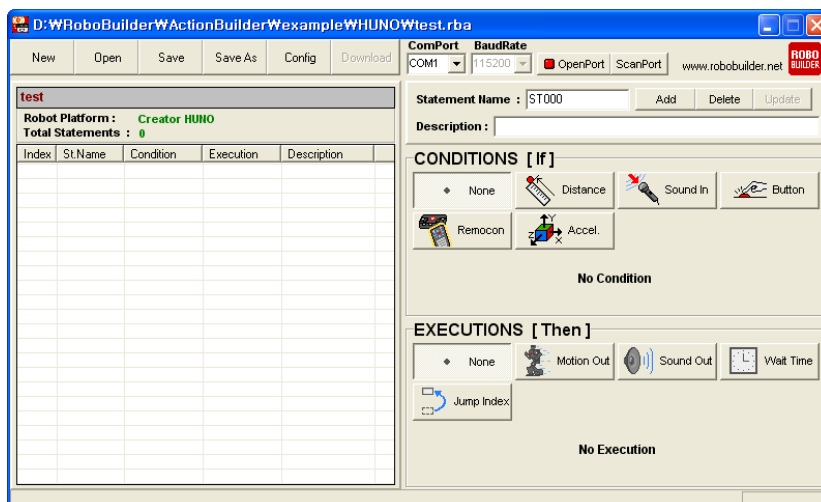 D:₩RoboBuilder₩ActionBuilder₩example₩HUNO₩test.rba
New Open Save Save As Config Download
ComPort BaudRate
COM1 115200 OpenPort ScanPort www.robobuilder.net ROBO BUILDER
test
Robot Platform : Creator HUNO
Total Statements : 0
Index St.Name Condition Execution Description
Statement Name : ST000 Add Delete Update
Description :
CONDITIONS [ If ]
None Distance Sound In Button
Remocon Accel.
Y
Z X
No Condition
EXECUTIONS [ Then ]
None Motion Out Sound Out Wait Time
Jump Index
No Execution